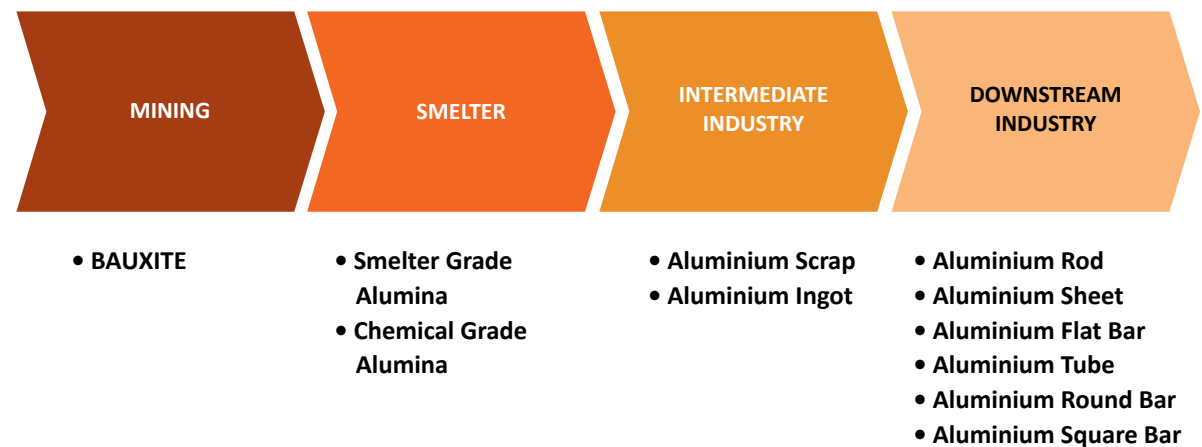 MINING
SMELTER
INTERMEDIATE
INDUSTRY
DOWNSTREAM
INDUSTRY
• BAUXITE
• Smelter Grade
Alumina
• Chemical Grade
Alumina
• Aluminium Scrap
• Aluminium Ingot
• Aluminium Rod
• Aluminium Sheet
• Aluminium Flat Bar
• Aluminium Tube
• Aluminium Round Bar
• Aluminium Square Bar